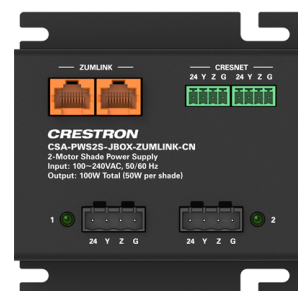 ZUMLINK
CRESNET
24 Y Z G 24 Y Z G
CRESTRON
CSA-PWS2S-JBOX-ZUMLINK-CN
2-Motor Shade Power Supply
Input: 100~240VAC, 50/60 Hz
Output: 100W Total (50W per shade)
1
2
24 Y Z G
24 Y Z G